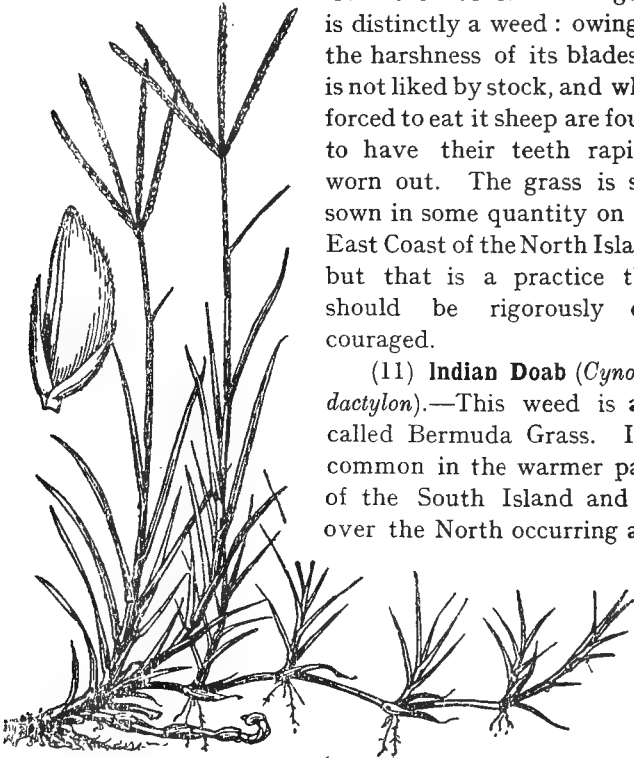 is distinctly a weed : owing
the harshness of its blades
is not liked by stock, and wh
forced to eat it sheep are fou
to have their teeth rapi
worn out. The grass is s
sown in some quantity on
East Coast of the North Isla
but that is a practice t
should be rigorously
couraged.
(11) Indian Doab (Cyno
dactylon).—This weed is a
called Bermuda Grass. I
common in the warmer pa
of the South Island and
over the North occurring a